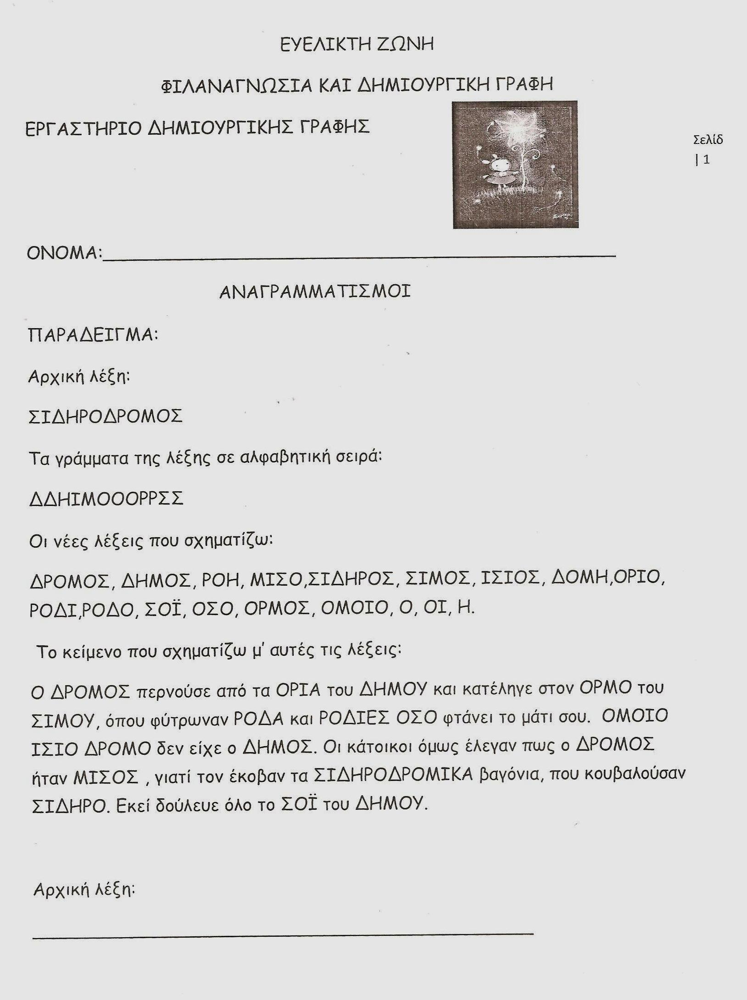 ΕΥΕΛΙΚΤΗ ΖΩΝΗ
ΦΙΛΑΝΑΓΝΩΣΙΑ ΚΑΙ ΔΗΜΙΟΥΡΓΙΚΗ ΓΡΑΦΗ
ΕΡΓΑΣΤΗΡΙΟ ΔΗΜΙΟΥΡΓΙΚΗΣ ΓΡΑΦΗΣ
Σελίδ
| 1
ΟΝΟΜΑ:
ΑΝΑΓΡΑΜΜΑΤΙΣΜΟΙ
ΠΑΡΑΔΕΙΓΜΑ:
Αρχική λέξη:
ΣΙΔΗΡΟΔΡΟΜΟΣ
Τα γράμματα της λέξης σε αλφαβητική σειρά:
ΔΔΗΙΜΟΟΟΡΡΣΣ
Οι νέες λέξεις που σχηματίζω:
ΔΡΟΜΟΣ, ΔΗΜΟΣ, ΡΟΗ, ΜΙΣΟ,ΣΙΔΗΡΟΣ, ΣΙΜΟΣ, ΙΣΙΟΣ, ΔΟΜΗ,ΟΡΙΟ,
ΡΟΔΙ,ΡΟΔΟ, ΣΟΪ, ΟΣΟ, ΟΡΜΟΣ, ΟΜΟΙΟ, Ο, ΟΙ, Η.
Το κείμενο που σχηματίζω μ' αυτές τις λέξεις:
Ο ΔΡΟΜΟΣ περνούσε από τα ΟΡΙΑ του ΔΗΜΟΥ και κατέληγε στον ΟΡΜΟ του
ΣΙΜΟΥ, όπου φύτρωναν ΡΟΔΑ και ΡΟΔΙΕΣ ΟΣΟ φτάνει το μάτι σου. ΟΜΟΙΟ
ΙΣΙΟ ΔΡΟΜΟ δεν είχε ο ΔΗΜΟΣ. Οι κάτοικοι όμως έλεγαν πως ο ΔΡΟΜΟΣ
ήταν ΜΙΣΟΣ , γιατί τον έκοβαν τα ΣΙΔΗΡΟΔΡΟΜΙΚΑ βαγόνια, που κουβαλούσαν
ΣΙΔΗΡΟ. Εκεί δούλευε όλο το ΣΟΪ του ΔΗΜΟΥ.
Αρχική λέξη: